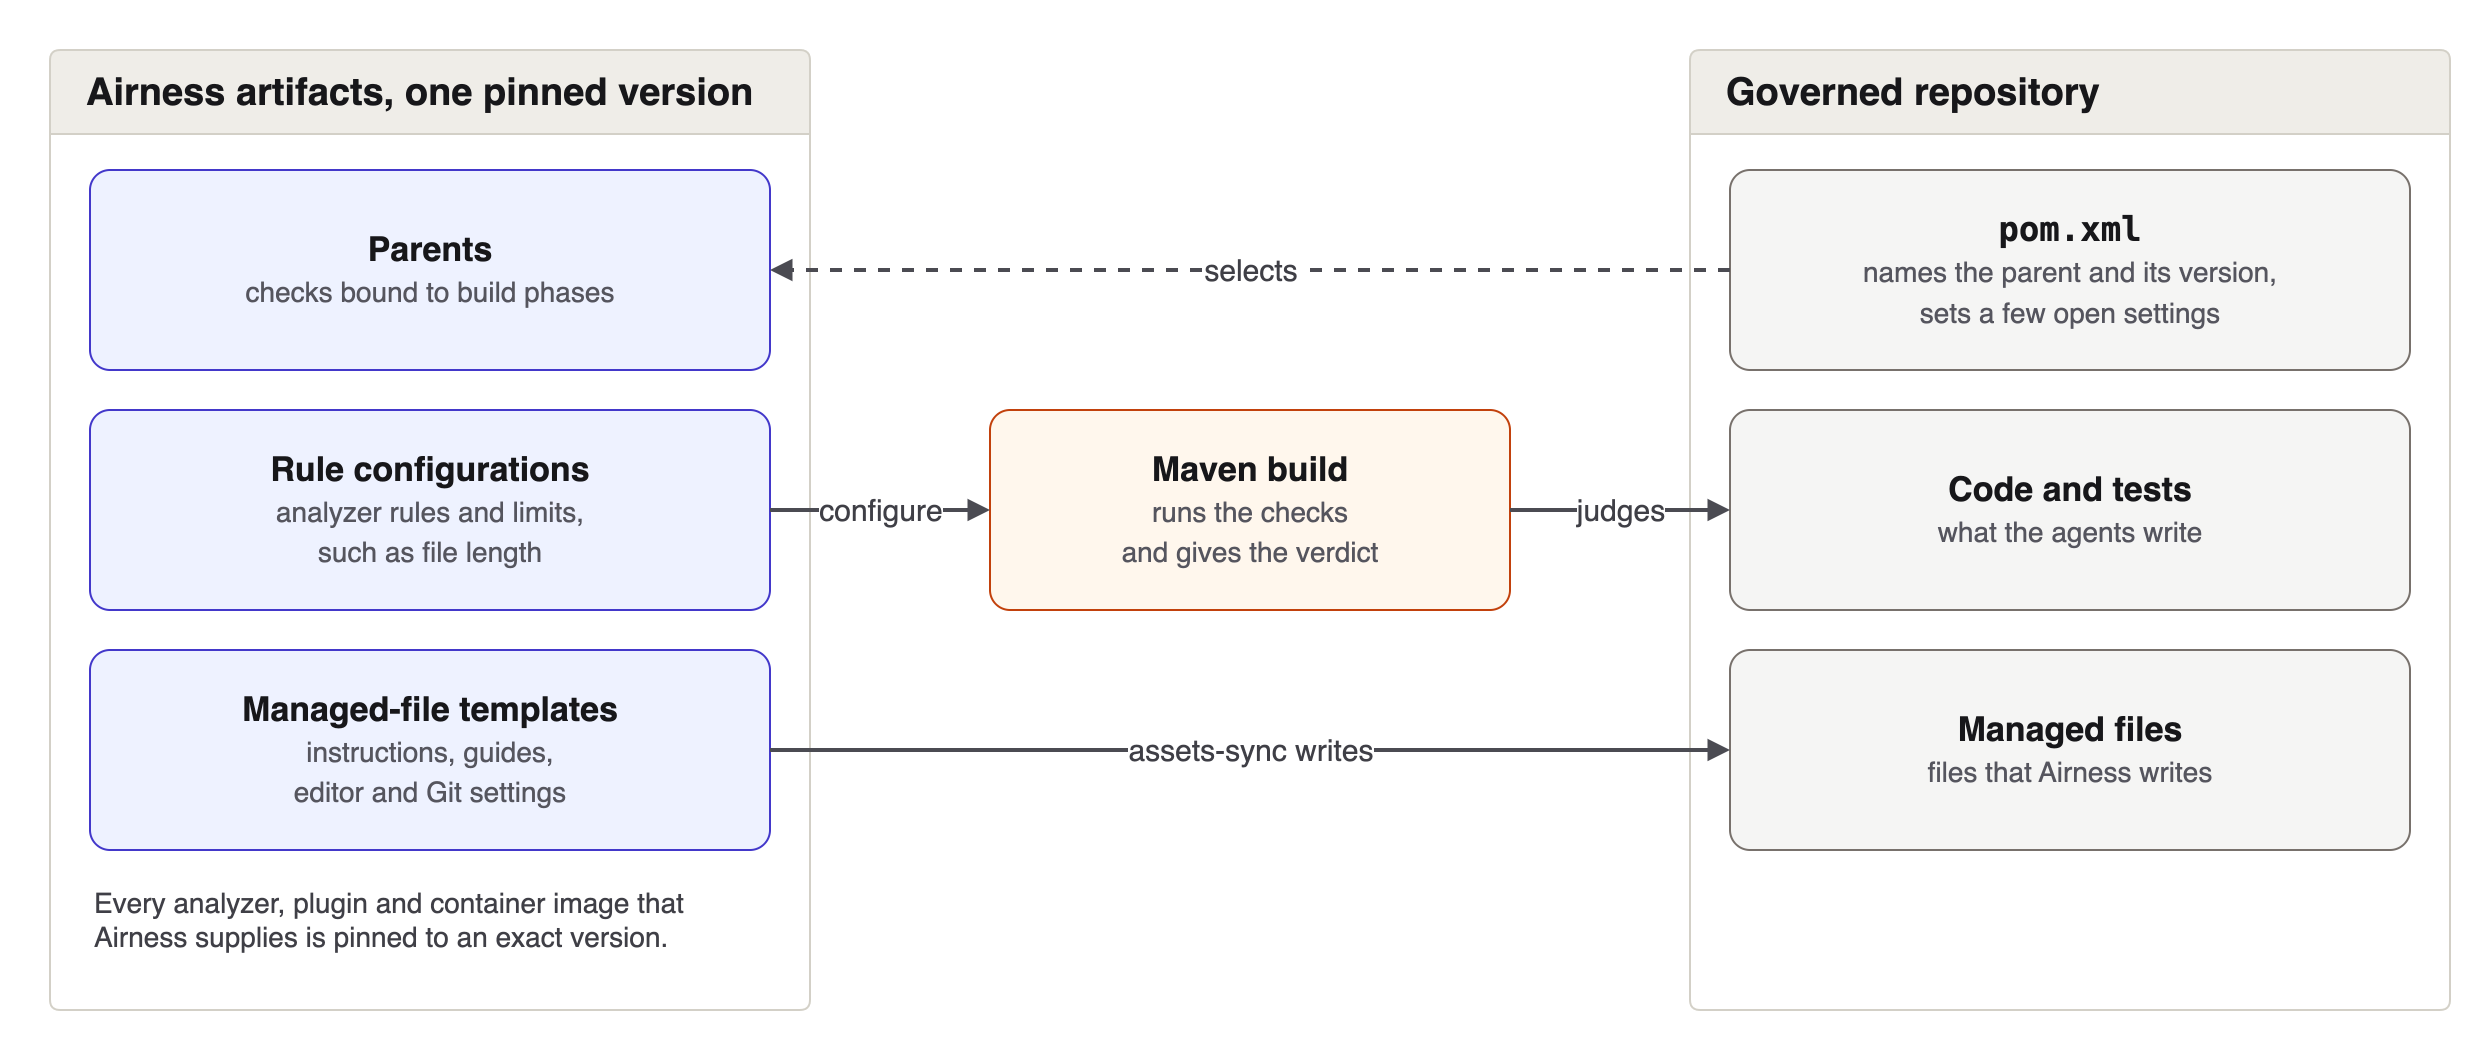 Airness artifacts, one pinned version
Parents
checks bound to build phases
Rule configurations
analyzer rules and limits,
such as file length
Managed-file templates
instructions, guides,
editor and Git settings
Every analyzer, plugin and container image that
Airness supplies is pinned to an exact version.
selects
configure
Maven build
runs the checks
and gives the verdict
judges
assets-sync writes
Governed repository
pom.xml
names the parent and its version,
sets a few open settings
Code and tests
what the agents write
Managed files
files that Airness writes